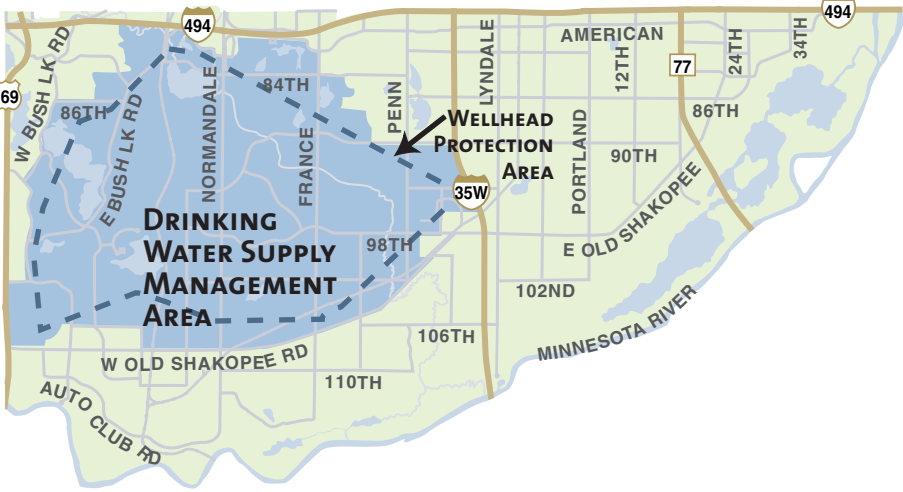 494
494
W BUSH LK RD
LYNDALE
AMERICAN
12TH
24TH
34TH
77
69
86TH
E BUSH LK RD
NORMANDALE
84TH
FRANCE
PENN
WELLHEAD
PROTECTION
AREA
PORTLAND
86TH
90TH
35W
DRINKING
WATER SUPPLY
MANAGEMENT
AREA
98TH
E OLD SHAKOPEE
102ND
MINNESOTA RIVER
106TH
W OLD SHAKOPEE RD
110TH
AUTO CLUB RD